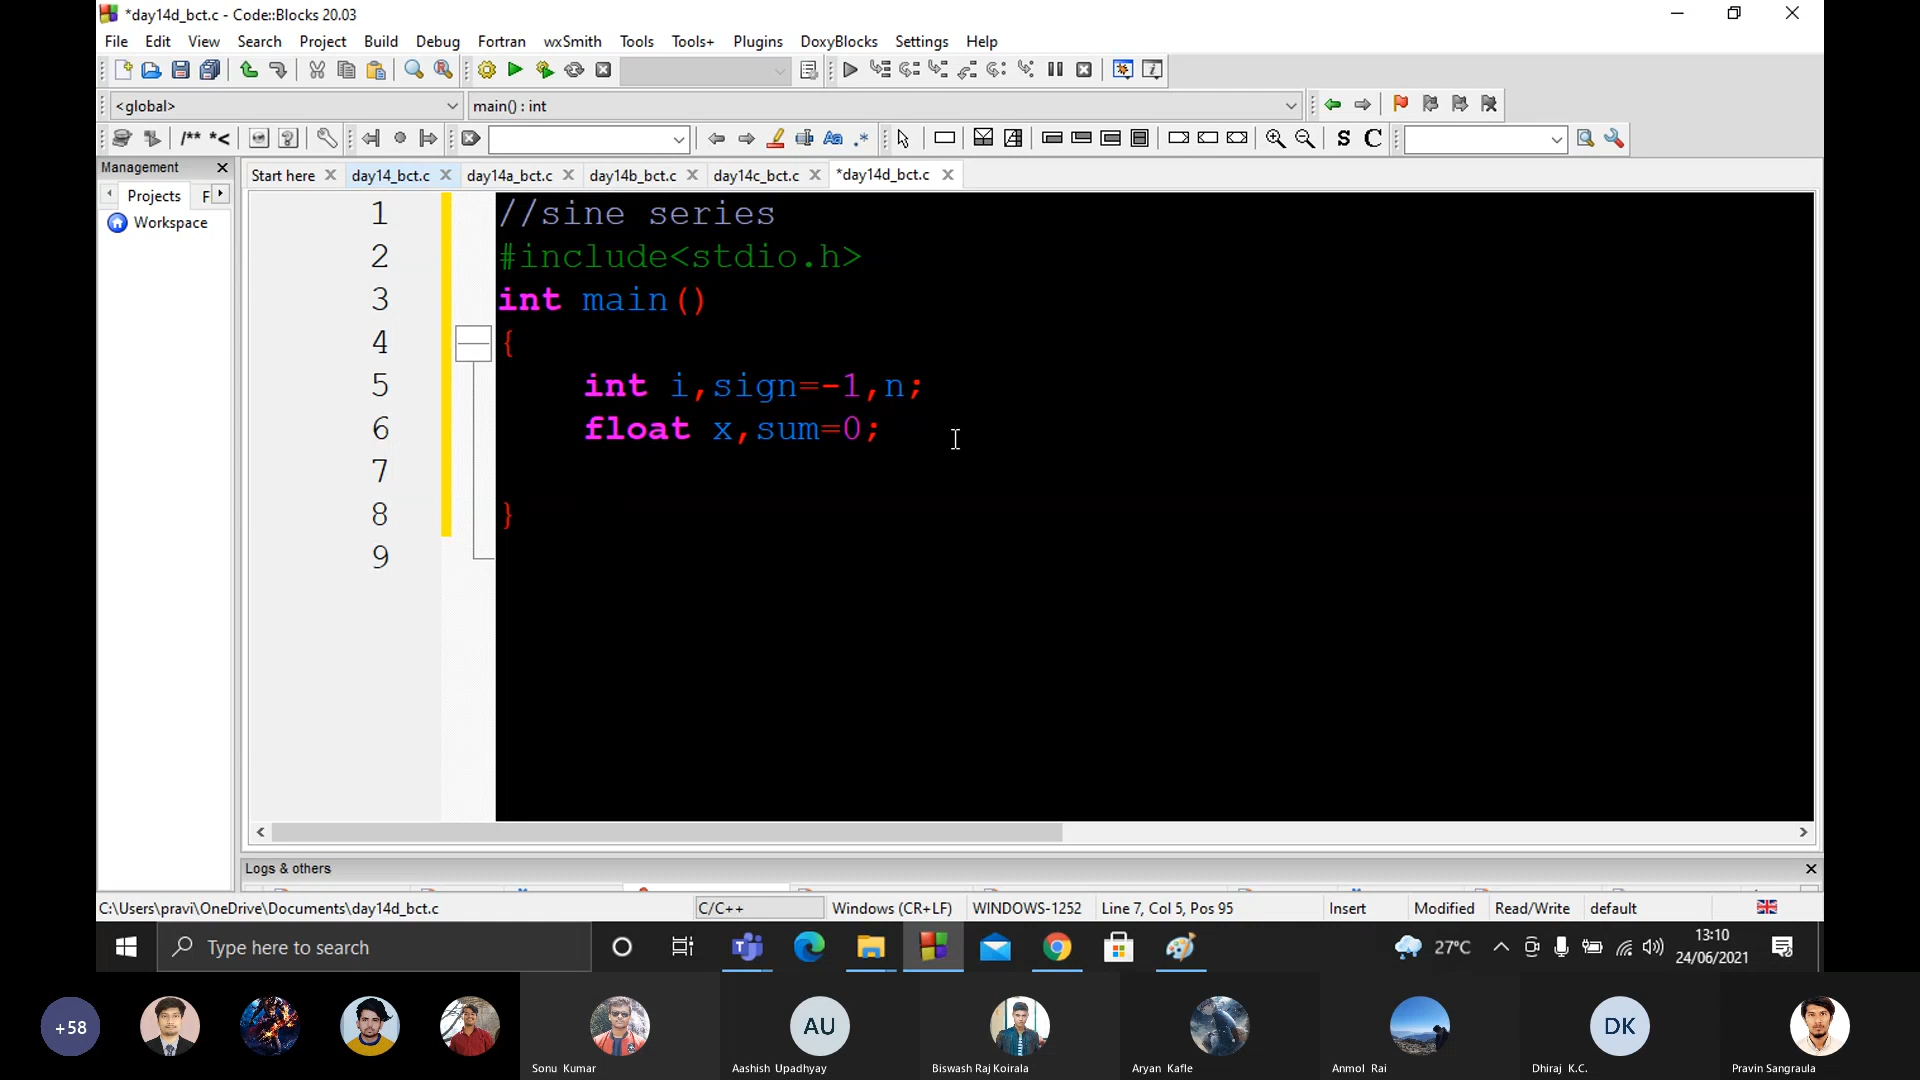 *day14d_bct.c - Code::Blocks 20.03
File Edit View Search Project Build Debug Fortran wxSmith Tools Tools+ Plugins DoxyBlocks Settings Help
<global> main() : int
/** *< Aa .* S C
Management
Start here day14_bct.c day14a_bct.c day14b_bct.c day14c_bct.c *day14d_bct.c
Projects F
Workspace
1 //sine series
2 #include<stdio.h>
3 int main()
4 {
5 int i,sign=-1,n;
6 float x,sum=0;
7
8 }
9
Logs & others
C:\Users\pravi\OneDrive\Documents\day14d_bct.c C/C++ Windows (CR+LF) WINDOWS-1252 Line 7, Col 5, Pos 95 Insert Modified Read/Write default
Type here to search 27°C 13:10
24/06/2021
+58 AU DK
Sonu Kumar Aashish Upadhyay Biswash Raj Koirala Aryan Kafle Anmol Rai Dhiraj K.C. Pravin Sangraula